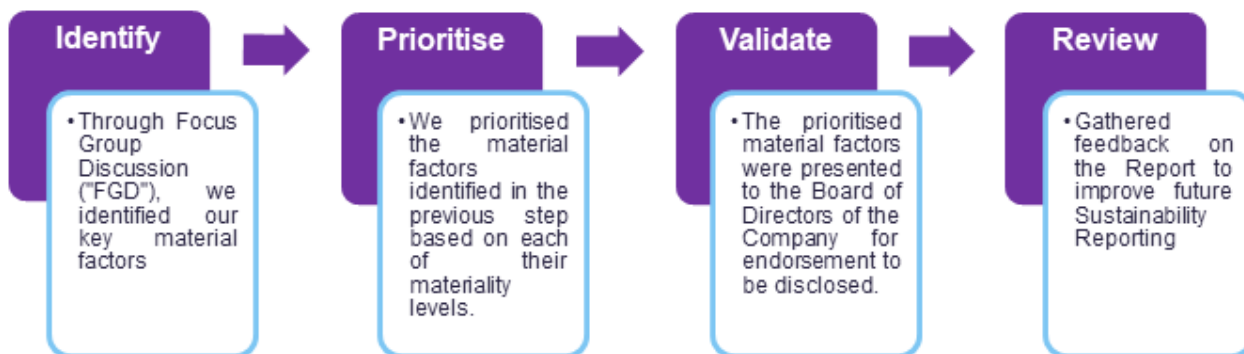 Identify
•Through Focus
Group
Discussion
("FGD"), we
identified our
key material
factors
Prioritise
•We prioritised
the material
factors
identified in the
previous step
based on each
of their
materiality
levels.
Validate
•The prioritised
material factors
were presented
to the Board of
Directors of the
Company for
endorsement to
be disclosed.
Review
•Gathered
feedback on
the Report to
improve future
Sustainability
Reporting